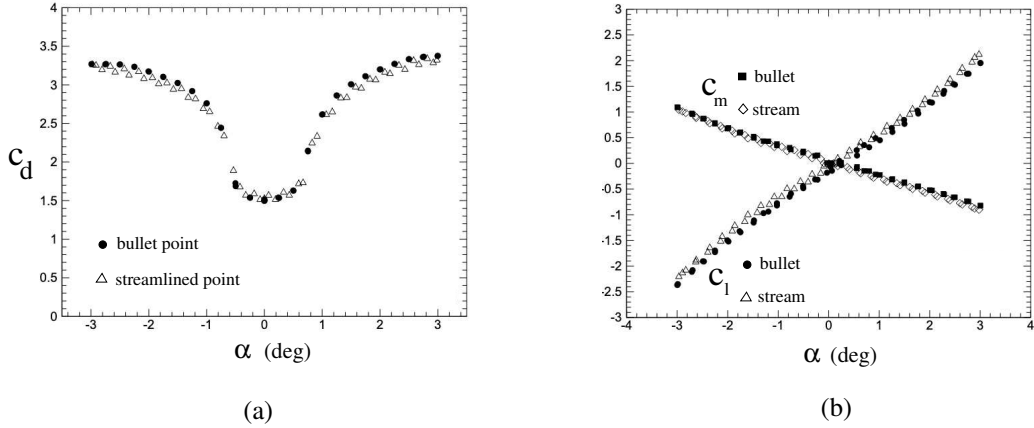 4
3.5
3
2.5
2
1.5
1
0.5
0
c_d
bullet point
streamlined point
-3 -2 -1 0 1 2 3
α (deg)
(a)
3
2.5
2
1.5
1
0.5
0
-0.5
-1
-1.5
-2
-2.5
-3
c_m
bullet
stream
c_l
bullet
stream
-4 -3 -2 -1 0 1 2 3 4
α (deg)
(b)